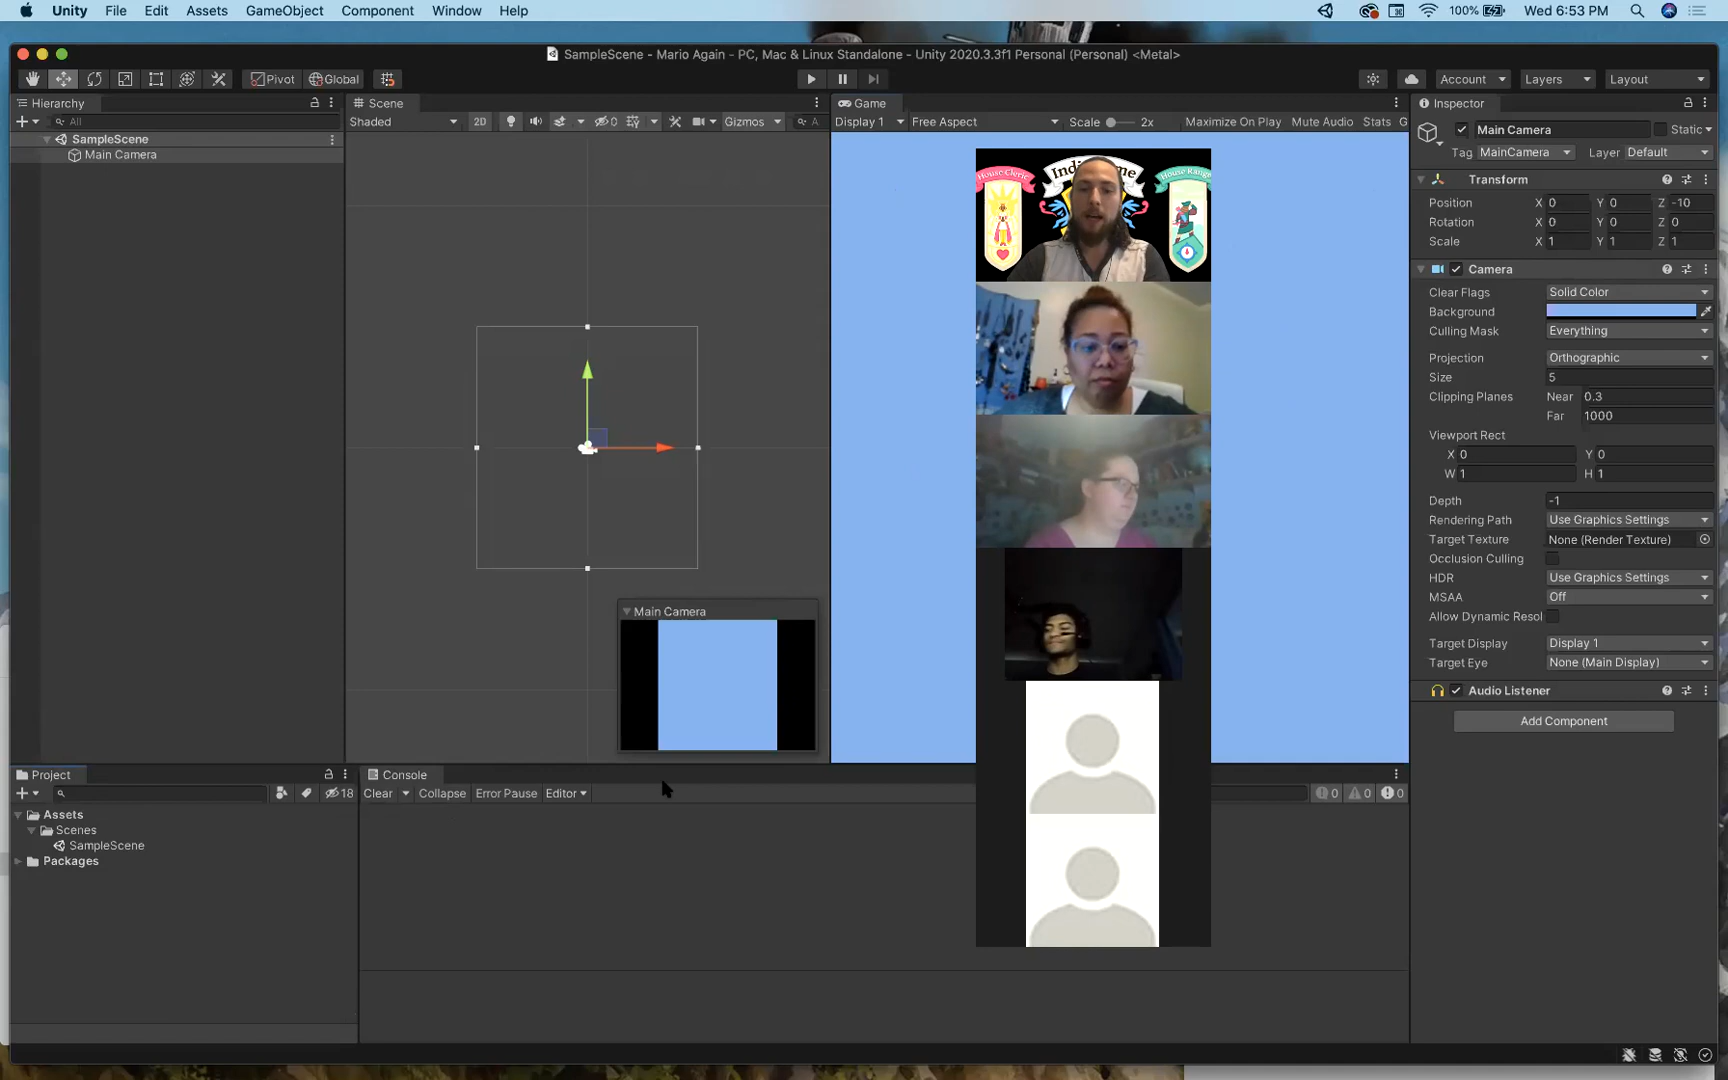 Unity File Edit Assets GameObject Component Window Help 100% Wed 6:53 PM
SampleScene - Mario Again - PC, Mac & Linux Standalone - Unity 2020.3.3f1 Personal (Personal) <Metal>
Pivot Global Account Layers Layout
Hierarchy
All
SampleScene
Main Camera
Scene
Shaded 2D 0 Gizmos A
Game
Display 1 Free Aspect Scale 2x Maximize On Play Mute Audio Stats G
House Cleric
House Range
Main Camera
Inspector
Main Camera Static
Tag MainCamera Layer Default
Transform
Position X 0 Y 0 Z -10
Rotation X 0 Y 0 Z 0
Scale X 1 Y 1 Z 1
Camera
Clear Flags Solid Color
Background
Culling Mask Everything
Projection Orthographic
Size 5
Clipping Planes Near 0.3
Far 1000
Viewport Rect
X 0 Y 0
W 1 H 1
Depth -1
Rendering Path Use Graphics Settings
Target Texture None (Render Texture)
Occlusion Culling
HDR Use Graphics Settings
MSAA Off
Allow Dynamic Resol
Target Display Display 1
Target Eye None (Main Display)
Audio Listener
Add Component
Project
18
Assets
Scenes
SampleScene
Packages
Console
Clear Collapse Error Pause Editor 0 0 0